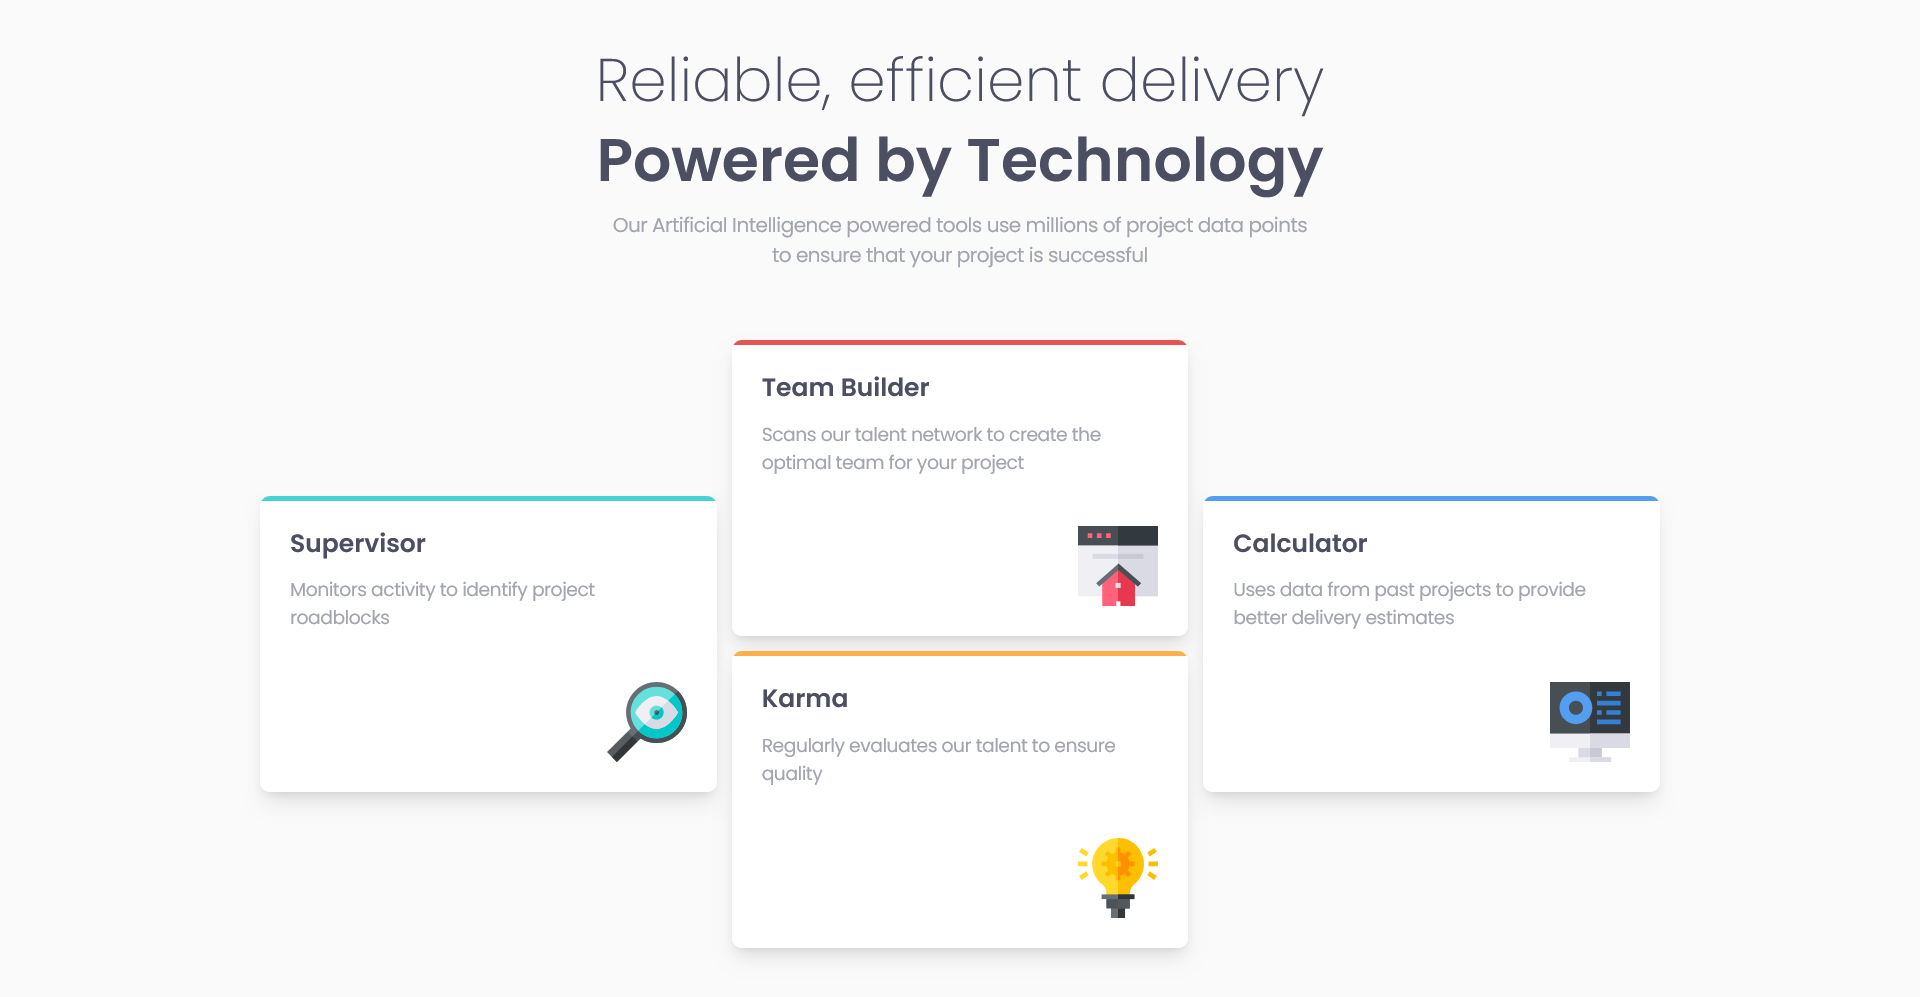 Reliable, efficient delivery
Powered by Technology
Our Artificial Intelligence powered tools use millions of project data points
to ensure that your project is successful
Supervisor
Monitors activity to identify project
roadblocks
Team Builder
Scans our talent network to create the
optimal team for your project
Karma
Regularly evaluates our talent to ensure
quality
Calculator
Uses data from past projects to provide
better delivery estimates